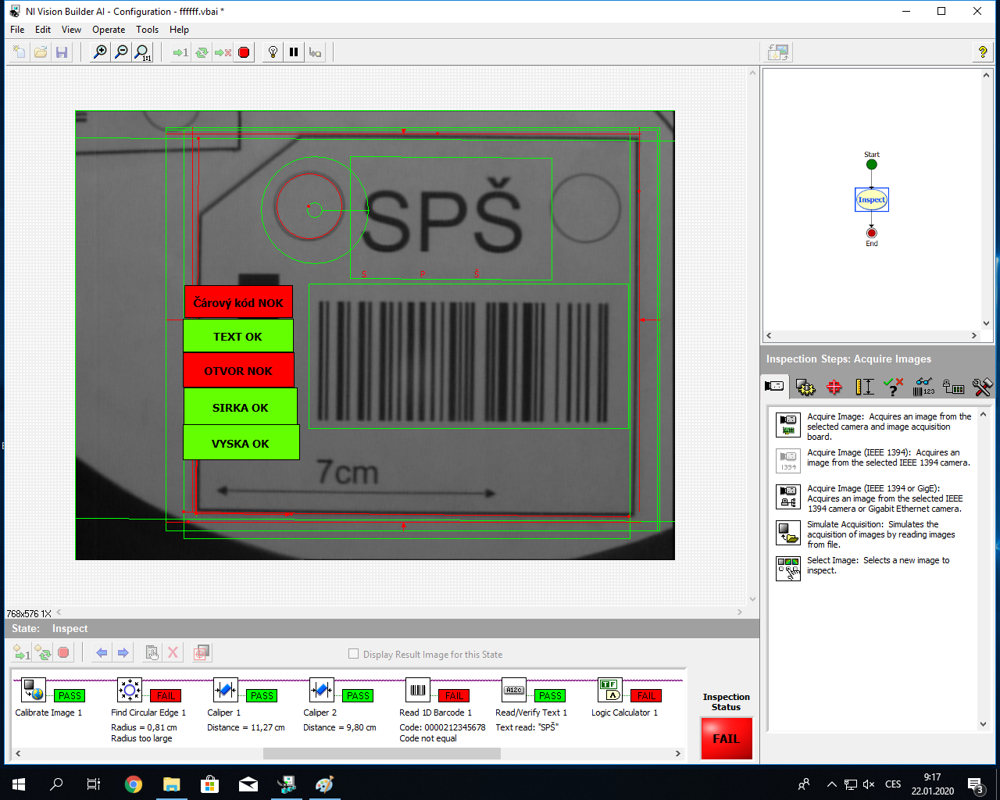 NI Vision Builder AI - Configuration - ffffff.vbai *
File Edit View Operate Tools Help
1:1
1
SPŠ
S P Š
Čárový kód NOK
TEXT OK
OTVOR NOK
SIRKA OK
VYSKA OK
7cm
768x576 1X
Start
Inspect
End
Inspection Steps: Acquire Images
123
Acquire Image: Acquires an image from the
selected camera and image acquisition
board.
1394
Acquire Image (IEEE 1394): Acquires an
image from the selected IEEE 1394 camera.
Acquire Image (IEEE 1394 or GigE):
Acquires an image from the selected IEEE
1394 camera or Gigabit Ethernet camera.
Simulate Acquisition: Simulates the
acquisition of images by reading images
from file.
Select Image: Selects a new image to
inspect.
State: Inspect
1
Display Result Image for this State
PASS
Calibrate Image 1
FAIL
Find Circular Edge 1
Radius = 0,81 cm
Radius too large
PASS
Caliper 1
Distance = 11,27 cm
PASS
Caliper 2
Distance = 9,80 cm
FAIL
Read 1D Barcode 1
Code: 0000212345678
Code not equal
A12c
PASS
Read/Verify Text 1
Text read: "SPŠ"
T F
A
FAIL
Logic Calculator 1
Inspection
Status
FAIL
CES
9:17
22.01.2020
3